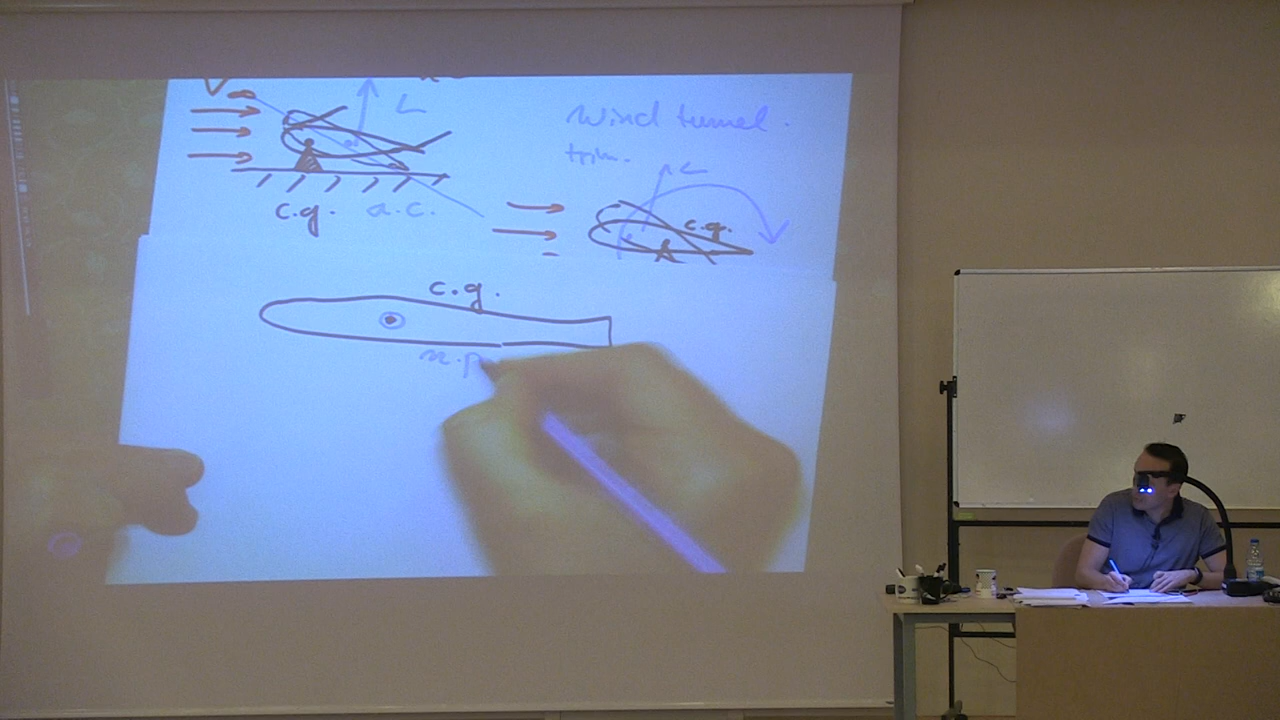 V
L
Wind tunnel.
trim.
L
c.g. a.c.
c.g.
c.g.
n.p